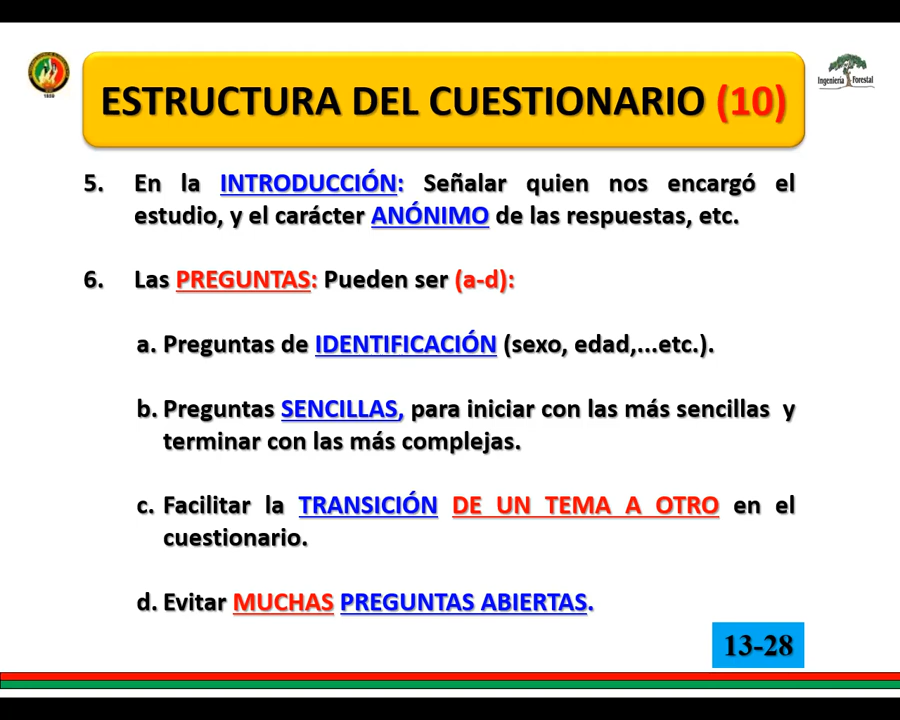 ESTRUCTURA DEL CUESTIONARIO (10)
1859
Ingeniería Forestal
5. En la INTRODUCCIÓN: Señalar quien nos encargó el
estudio, y el carácter ANÓNIMO de las respuestas, etc.
6. Las PREGUNTAS: Pueden ser (a-d):
a. Preguntas de IDENTIFICACIÓN (sexo, edad,...etc.).
b. Preguntas SENCILLAS, para iniciar con las más sencillas y
terminar con las más complejas.
c. Facilitar la TRANSICIÓN DE UN TEMA A OTRO en el
cuestionario.
d. Evitar MUCHAS PREGUNTAS ABIERTAS.
13-28